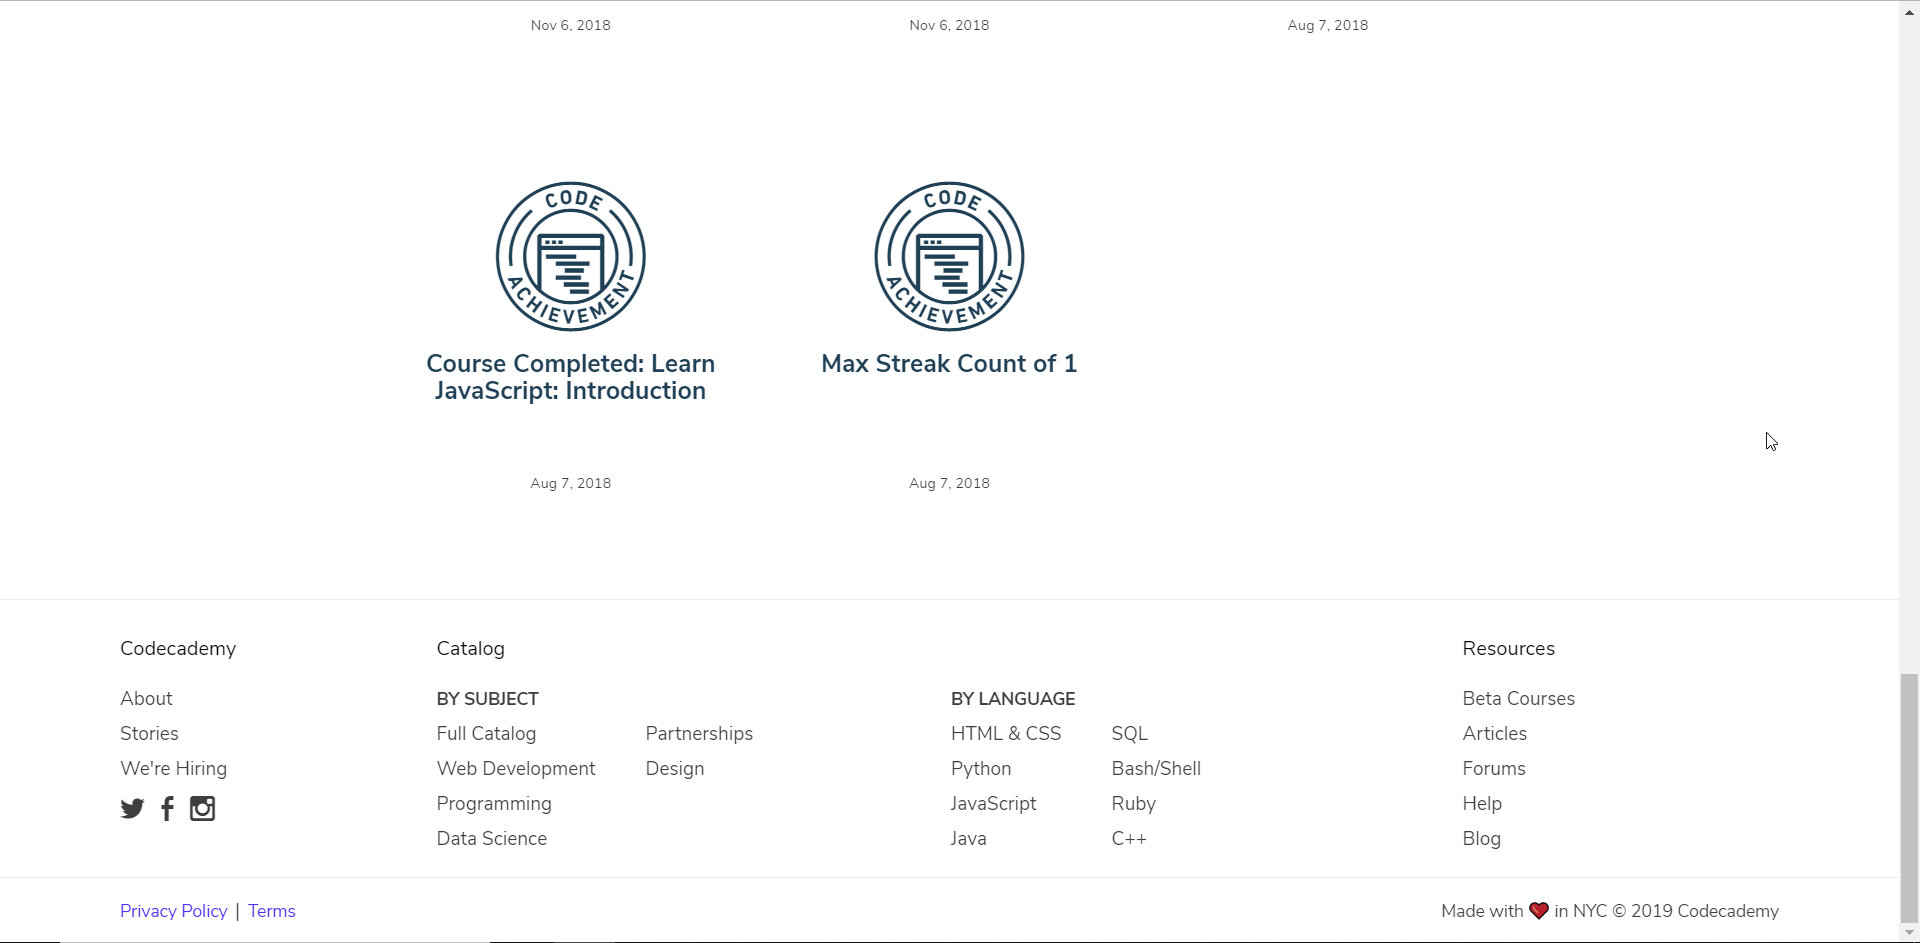 Nov 6, 2018
Nov 6, 2018
Aug 7, 2018
CODE
ACHIEVEMENT
CODE
ACHIEVEMENT
Course Completed: Learn
JavaScript: Introduction
Max Streak Count of 1
Aug 7, 2018
Aug 7, 2018
Codecademy
About
Stories
We're Hiring
Catalog
BY SUBJECT
Full Catalog
Web Development
Programming
Data Science
Partnerships
Design
BY LANGUAGE
HTML & CSS
Python
JavaScript
Java
SQL
Bash/Shell
Ruby
C++
Resources
Beta Courses
Articles
Forums
Help
Blog
Privacy Policy | Terms
Made with ❤ in NYC © 2019 Codecademy